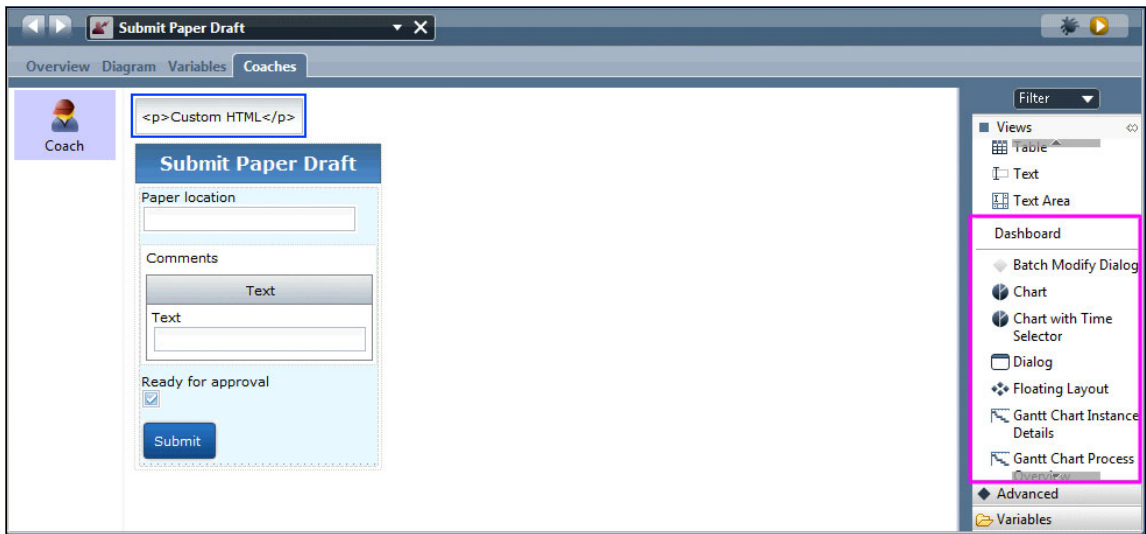 Submit Paper Draft
Overview Diagram Variables Coaches
Coach
<p>Custom HTML</p>
Submit Paper Draft
Paper location
Comments
Text
Text
Ready for approval
Submit
Filter
Views
Table
Text
Text Area
Dashboard
Batch Modify Dialog
Chart
Chart with Time
Selector
Dialog
Floating Layout
Gantt Chart Instance
Details
Gantt Chart Process
Overview
Advanced
Variables